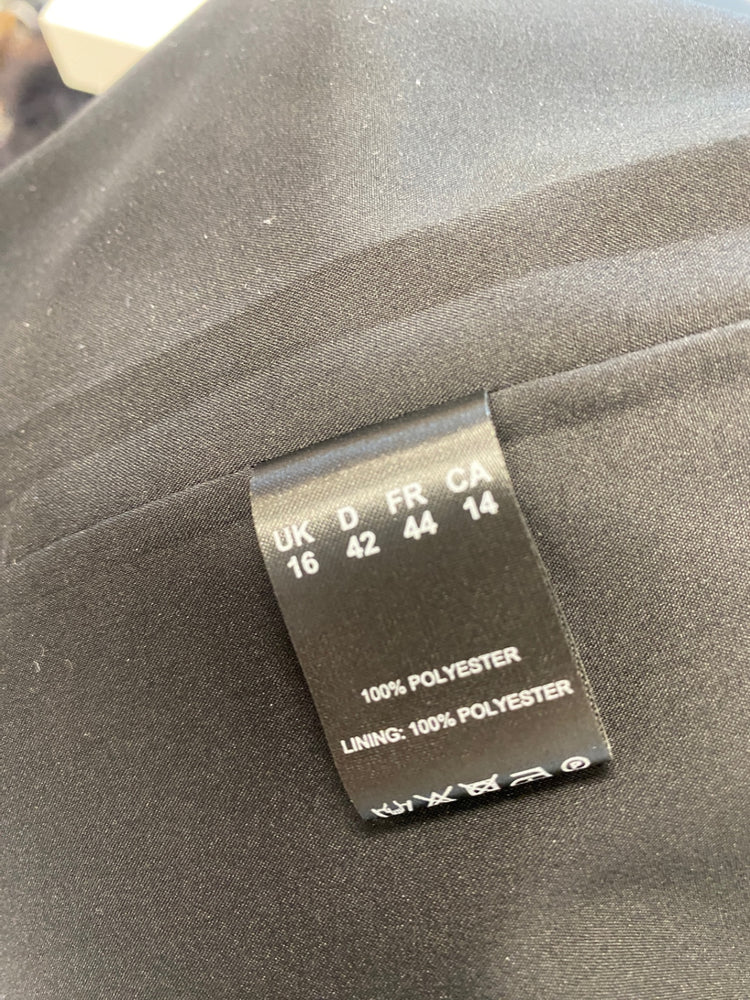 UK D FR CA
16 42 44 14
100% POLYESTER
LINING: 100% POLYESTER
P